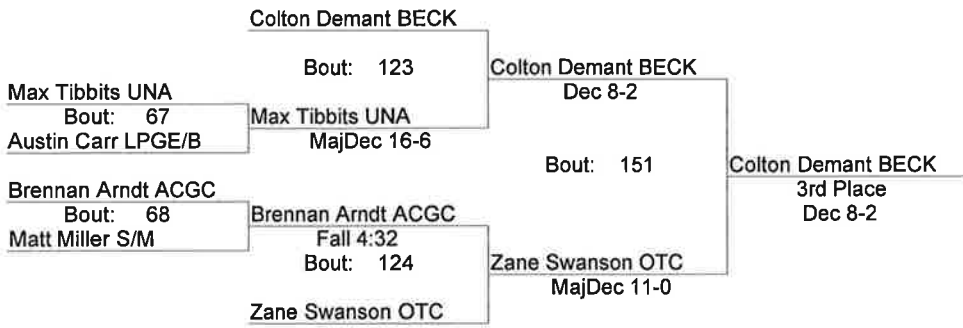 Colton Demant BECK
Bout: 123
Colton Demant BECK
Dec 8-2
Max Tibbits UNA
Bout: 67
Austin Carr LPGE/B
Max Tibbits UNA
MajDec 16-6
Bout: 151
Colton Demant BECK
3rd Place
Dec 8-2
Brennan Arndt ACGC
Bout: 68
Matt Miller S/M
Brennan Arndt ACGC
Fall 4:32
Bout: 124
Zane Swanson OTC
MajDec 11-0
Zane Swanson OTC